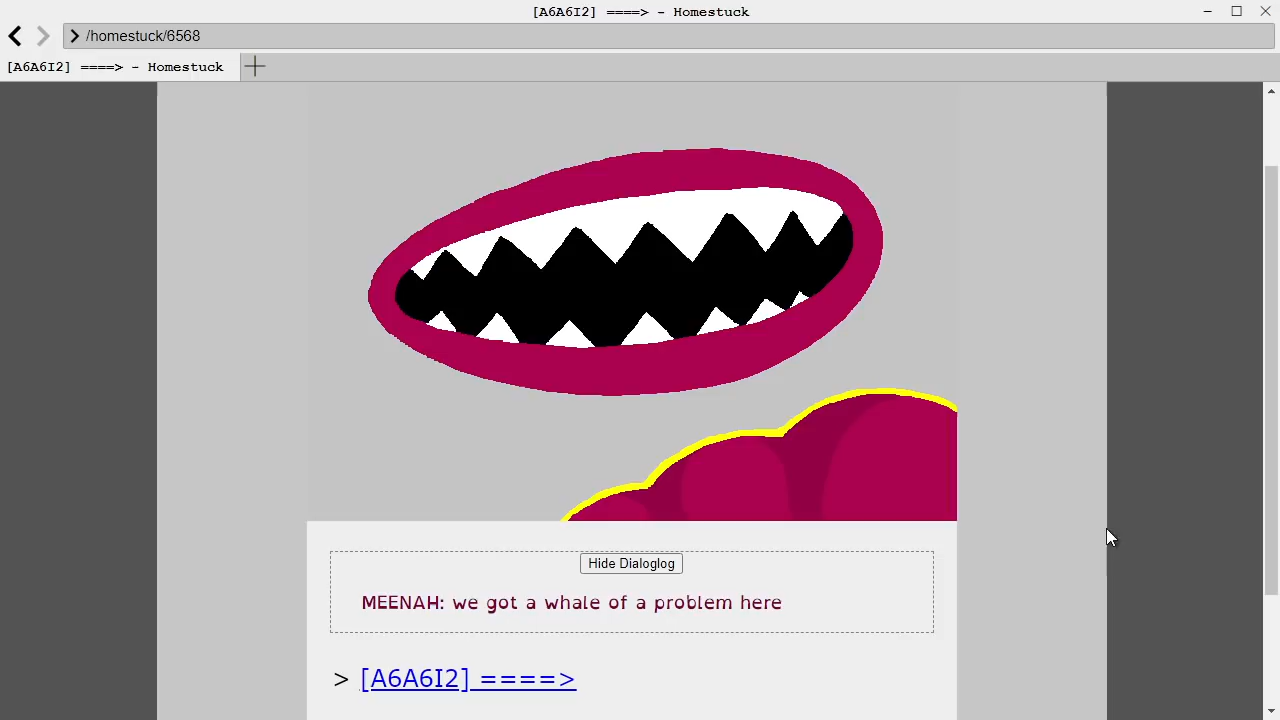 [A6A6I2] ====> - Homestuck
/homestuck/6568
[A6A6I2] ====> - Homestuck
Hide Dialoglog
MEENAH: we got a whale of a problem here
> [A6A6I2] ====>